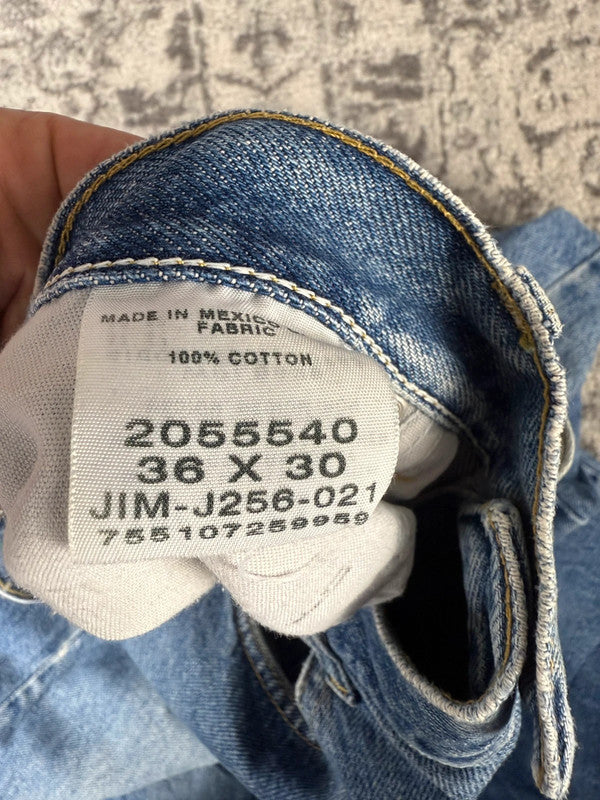 MADE IN MEXICO
FABRIC
100% COTTON
2055540
36 X 30
JIM-J256-021
755107259959